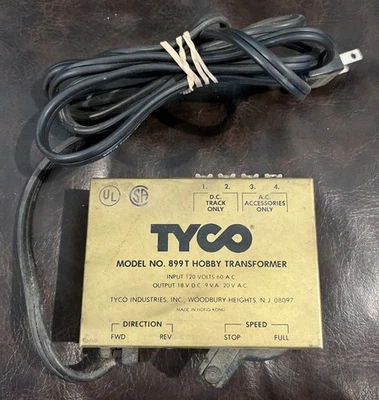 UL SA
1. 2. 3. 4.
D.C. A.C.
TRACK ACCESSORIES
ONLY ONLY
TYCO®
MODEL NO. 899T HOBBY TRANSFORMER
INPUT 120 VOLTS 60 A.C.
OUTPUT 18 V.D.C. 9 V.A. 20 V.A.C.
TYCO INDUSTRIES, INC., WOODBURY HEIGHTS, N.J. 08097
MADE IN HONG KONG
DIRECTION SPEED
FWD REV STOP FULL